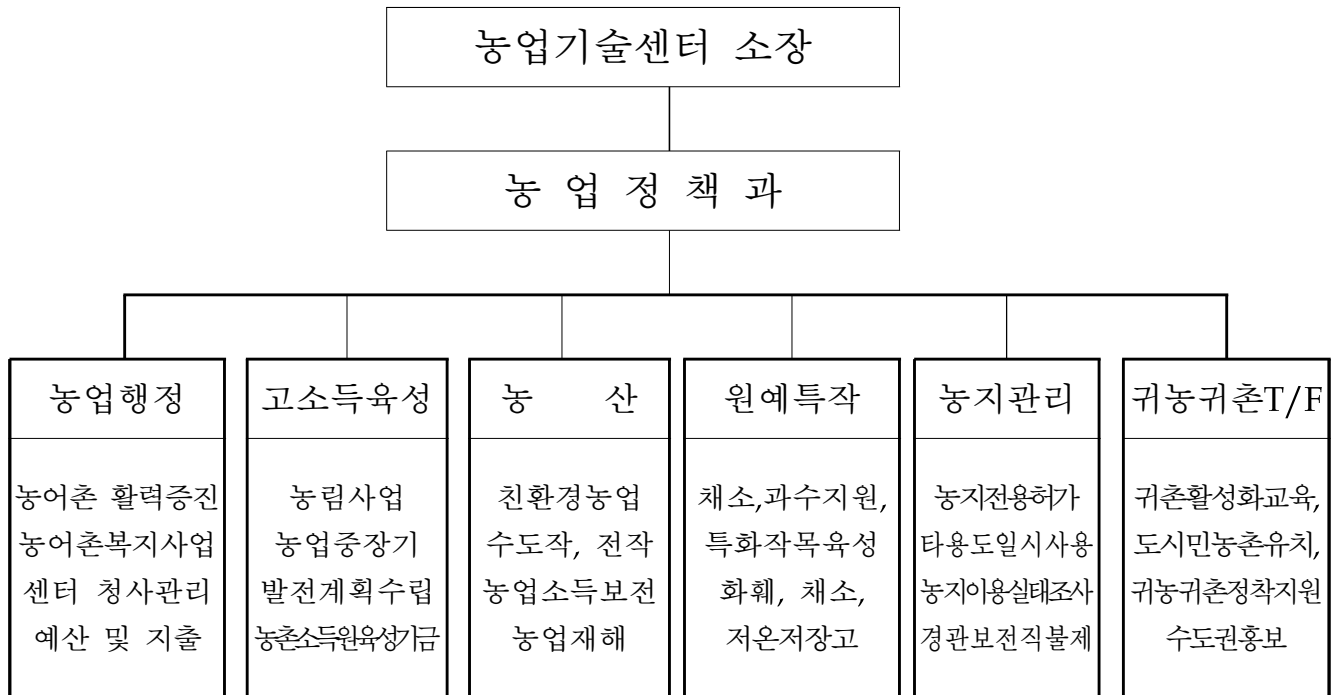 농업기술센터 소장
농 업 정 책 과
농업행정
농어촌 활력증진
농어촌복지사업
센터 청사관리
예산 및 지출
고소득육성
농림사업
농업중장기
발전계획수립
농촌소득원육성기금
농 산
친환경농업
수도작, 전작
농업소득보전
농업재해
원예특작
채소,과수지원,
특화작목육성
화훼, 채소,
저온저장고
농지관리
농지전용허가
타용도일시사용
농지이용실태조사
경관보전직불제
귀농귀촌T/F
귀촌활성화교육,
도시민농촌유치,
귀농귀촌정착지원
수도권홍보